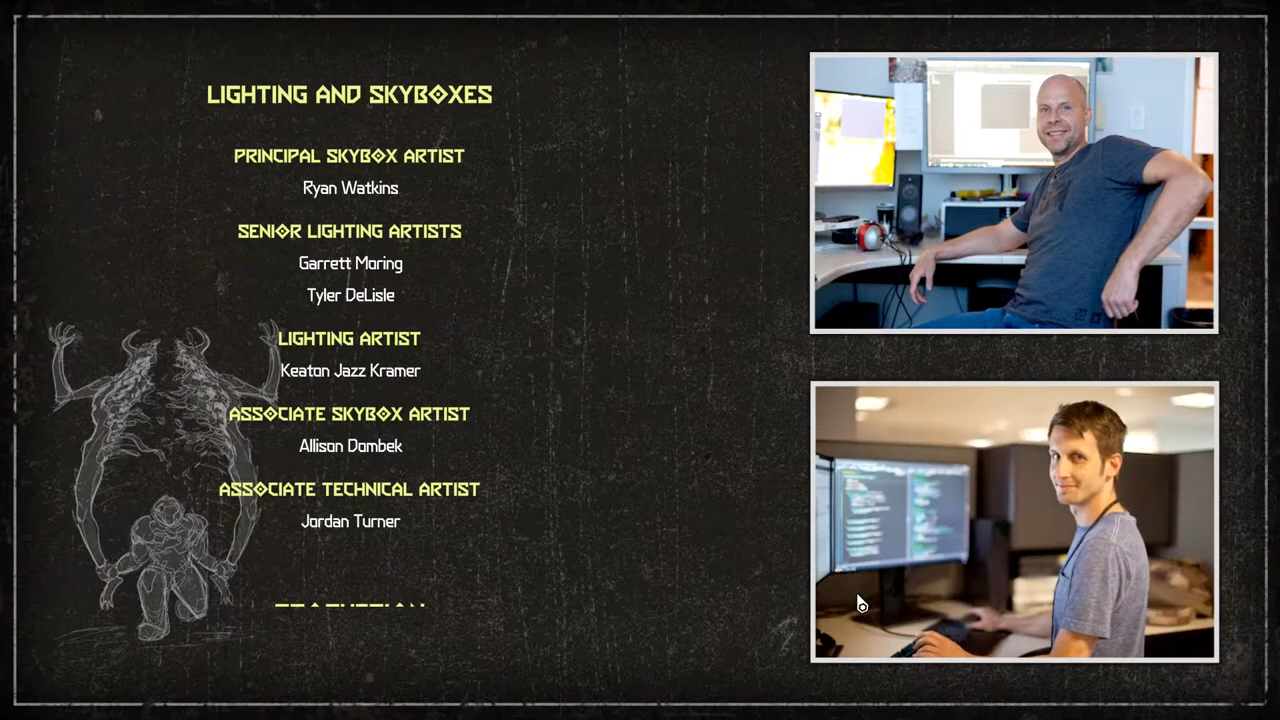 LIGHTING AND SKYBOXES
PRINCIPAL SKYBOX ARTIST
Ryan Watkins
SENIOR LIGHTING ARTISTS
Garrett Moring
Tyler DeLisle
LIGHTING ARTIST
Keaton Jazz Kramer
ASSOCIATE SKYBOX ARTIST
Allison Dombek
ASSOCIATE TECHNICAL ARTIST
Jordan Turner